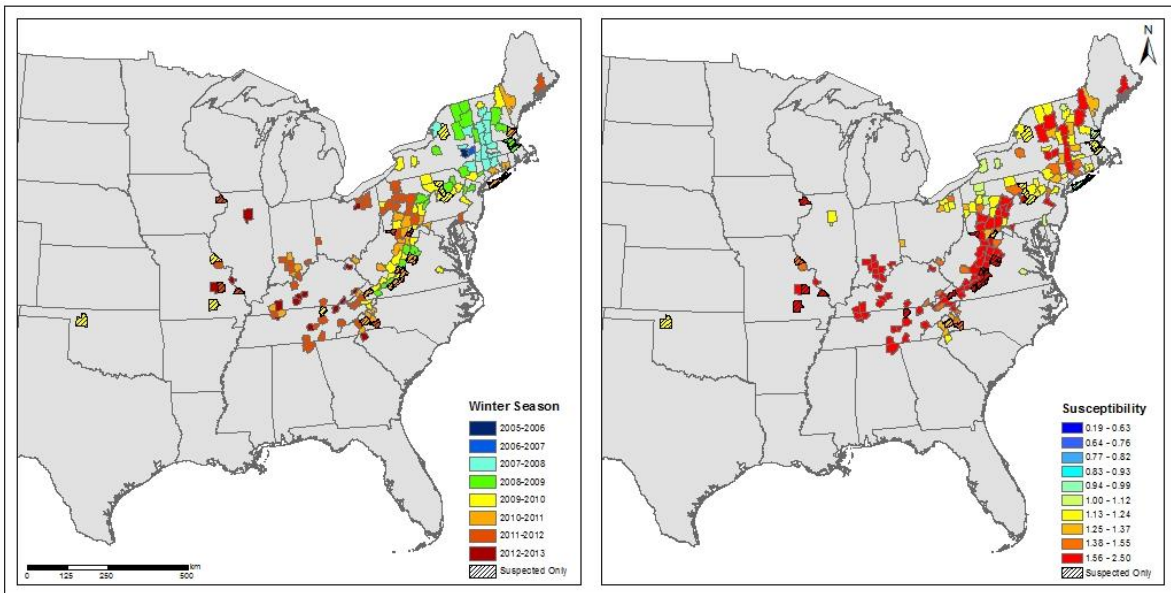 Winter Season
2005-2006
2006-2007
2007-2008
2008-2009
2009-2010
2010-2011
2011-2012
2012-2013
Suspected Only
km
0 125 250 500
N
Susceptibility
0.19 - 0.63
0.64 - 0.76
0.77 - 0.82
0.83 - 0.93
0.94 - 0.99
1.00 - 1.12
1.13 - 1.24
1.25 - 1.37
1.38 - 1.55
1.56 - 2.50
Suspected Only